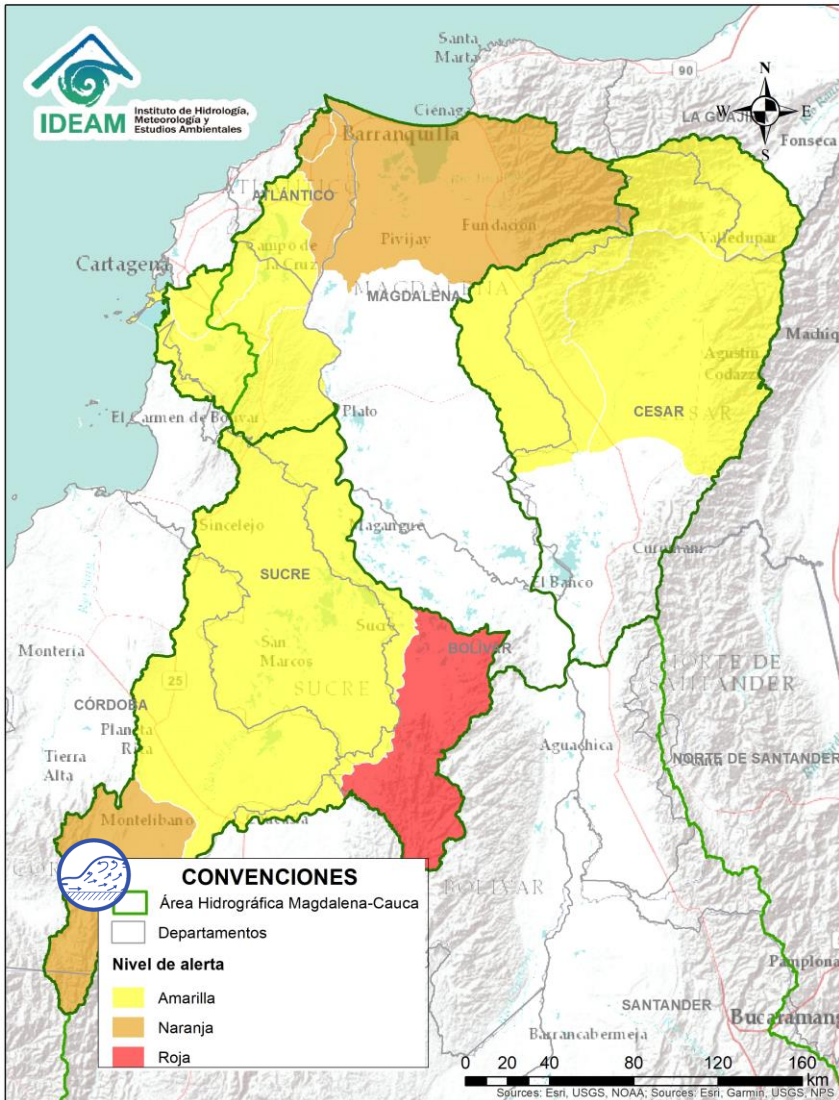 IDEAM
Instituto de Hidrología,
Meteorología y
Estudios Ambientales
Santa
Marta
90
N
W
E
S
Ciénaga
LA GUAJI
Fonseca
Barranquilla
ATLÁNTICO
Fundación
Pivijay
Valledupar
Campo de
la Cruz
Cartagena
MAGDALENA
Machiq
Agustín
Codazzi
CESAR
El Carmen de Bolívar
Plato
Sincelejo
Magangue
Curumaní
SUCRE
El Banco
Sucre
San
Marcos
BOLÍVAR
Montería
25
SUCRE
NORTE DE
SANTANDER
CÓRDOBA
Planeta
Rica
Tierra
Alta
Aguachica
NORTE DE SANTANDER
Montelíbano
BOLÍVAR
CONVENCIONES
Área Hidrográfica Magdalena-Cauca
Departamentos
Nivel de alerta
Amarilla
Naranja
Roja
Pamplona
SANTANDER
Bucaramang
Barrancabermeja
0 20 40 80 120 160
km
Sources: Esri, USGS, NOAA; Sources: Esri, Garmin, USGS, NPS